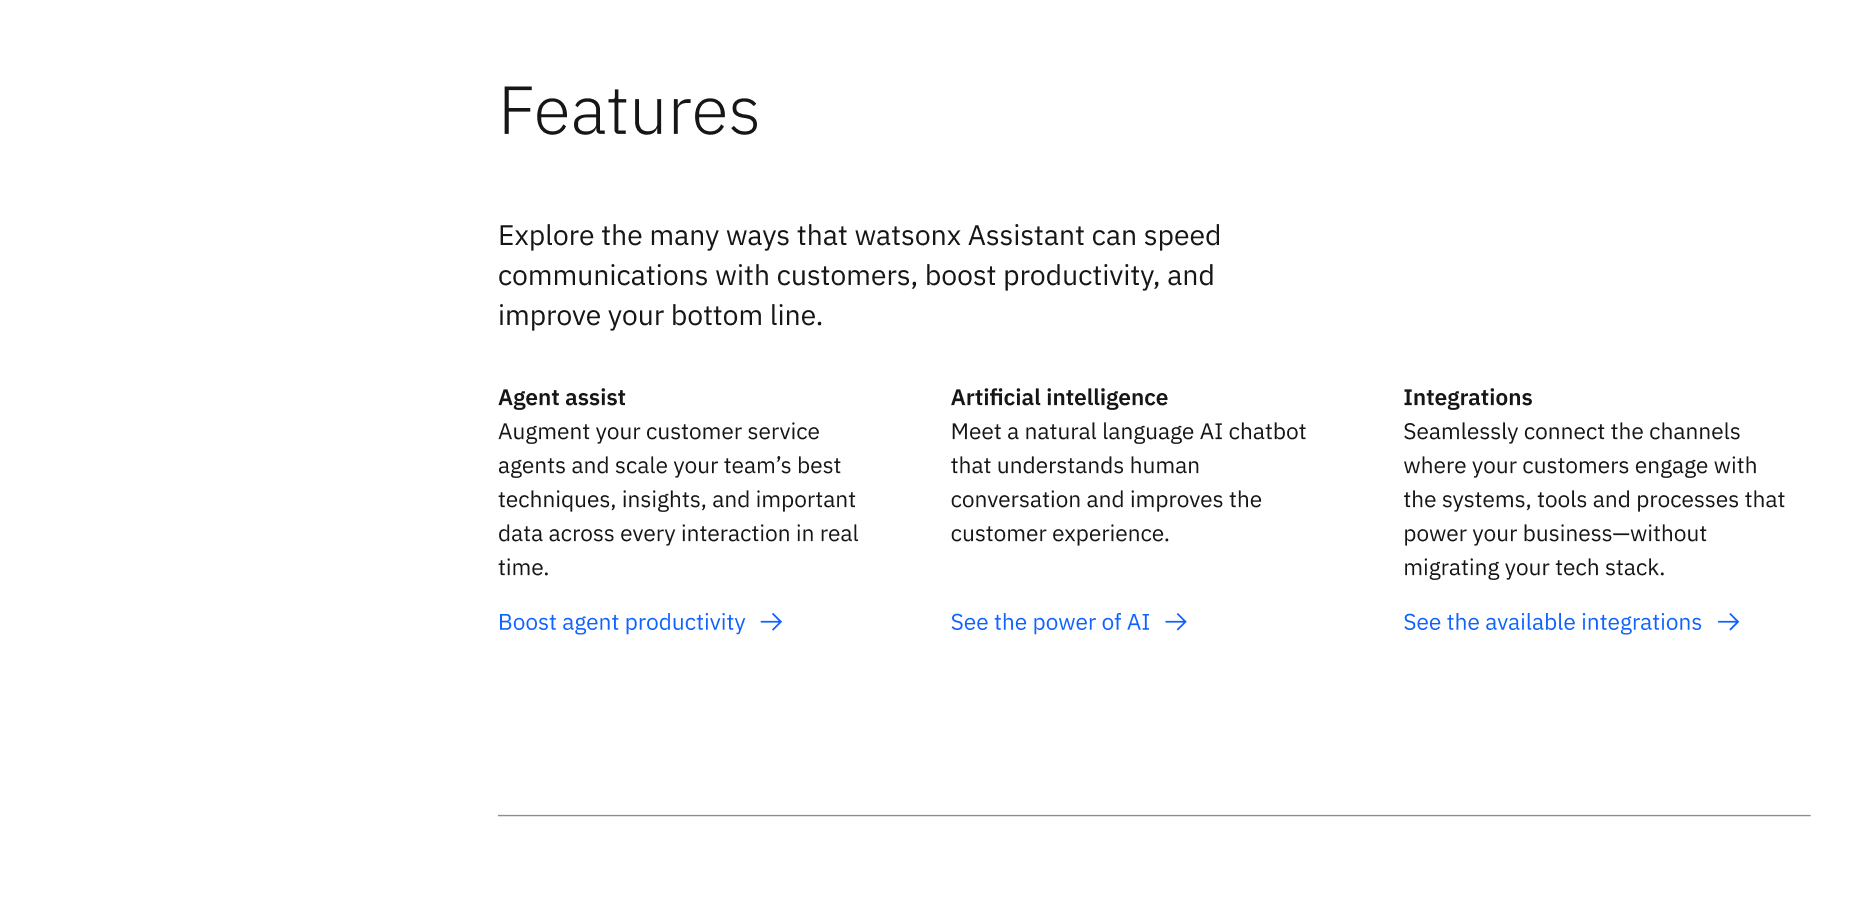 Features
Explore the many ways that watsonx Assistant can speed
communications with customers, boost productivity, and
improve your bottom line.
Agent assist
Augment your customer service
agents and scale your team’s best
techniques, insights, and important
data across every interaction in real
time.
Boost agent productivity →
Artificial intelligence
Meet a natural language AI chatbot
that understands human
conversation and improves the
customer experience.
See the power of AI →
Integrations
Seamlessly connect the channels
where your customers engage with
the systems, tools and processes that
power your business—without
migrating your tech stack.
See the available integrations →